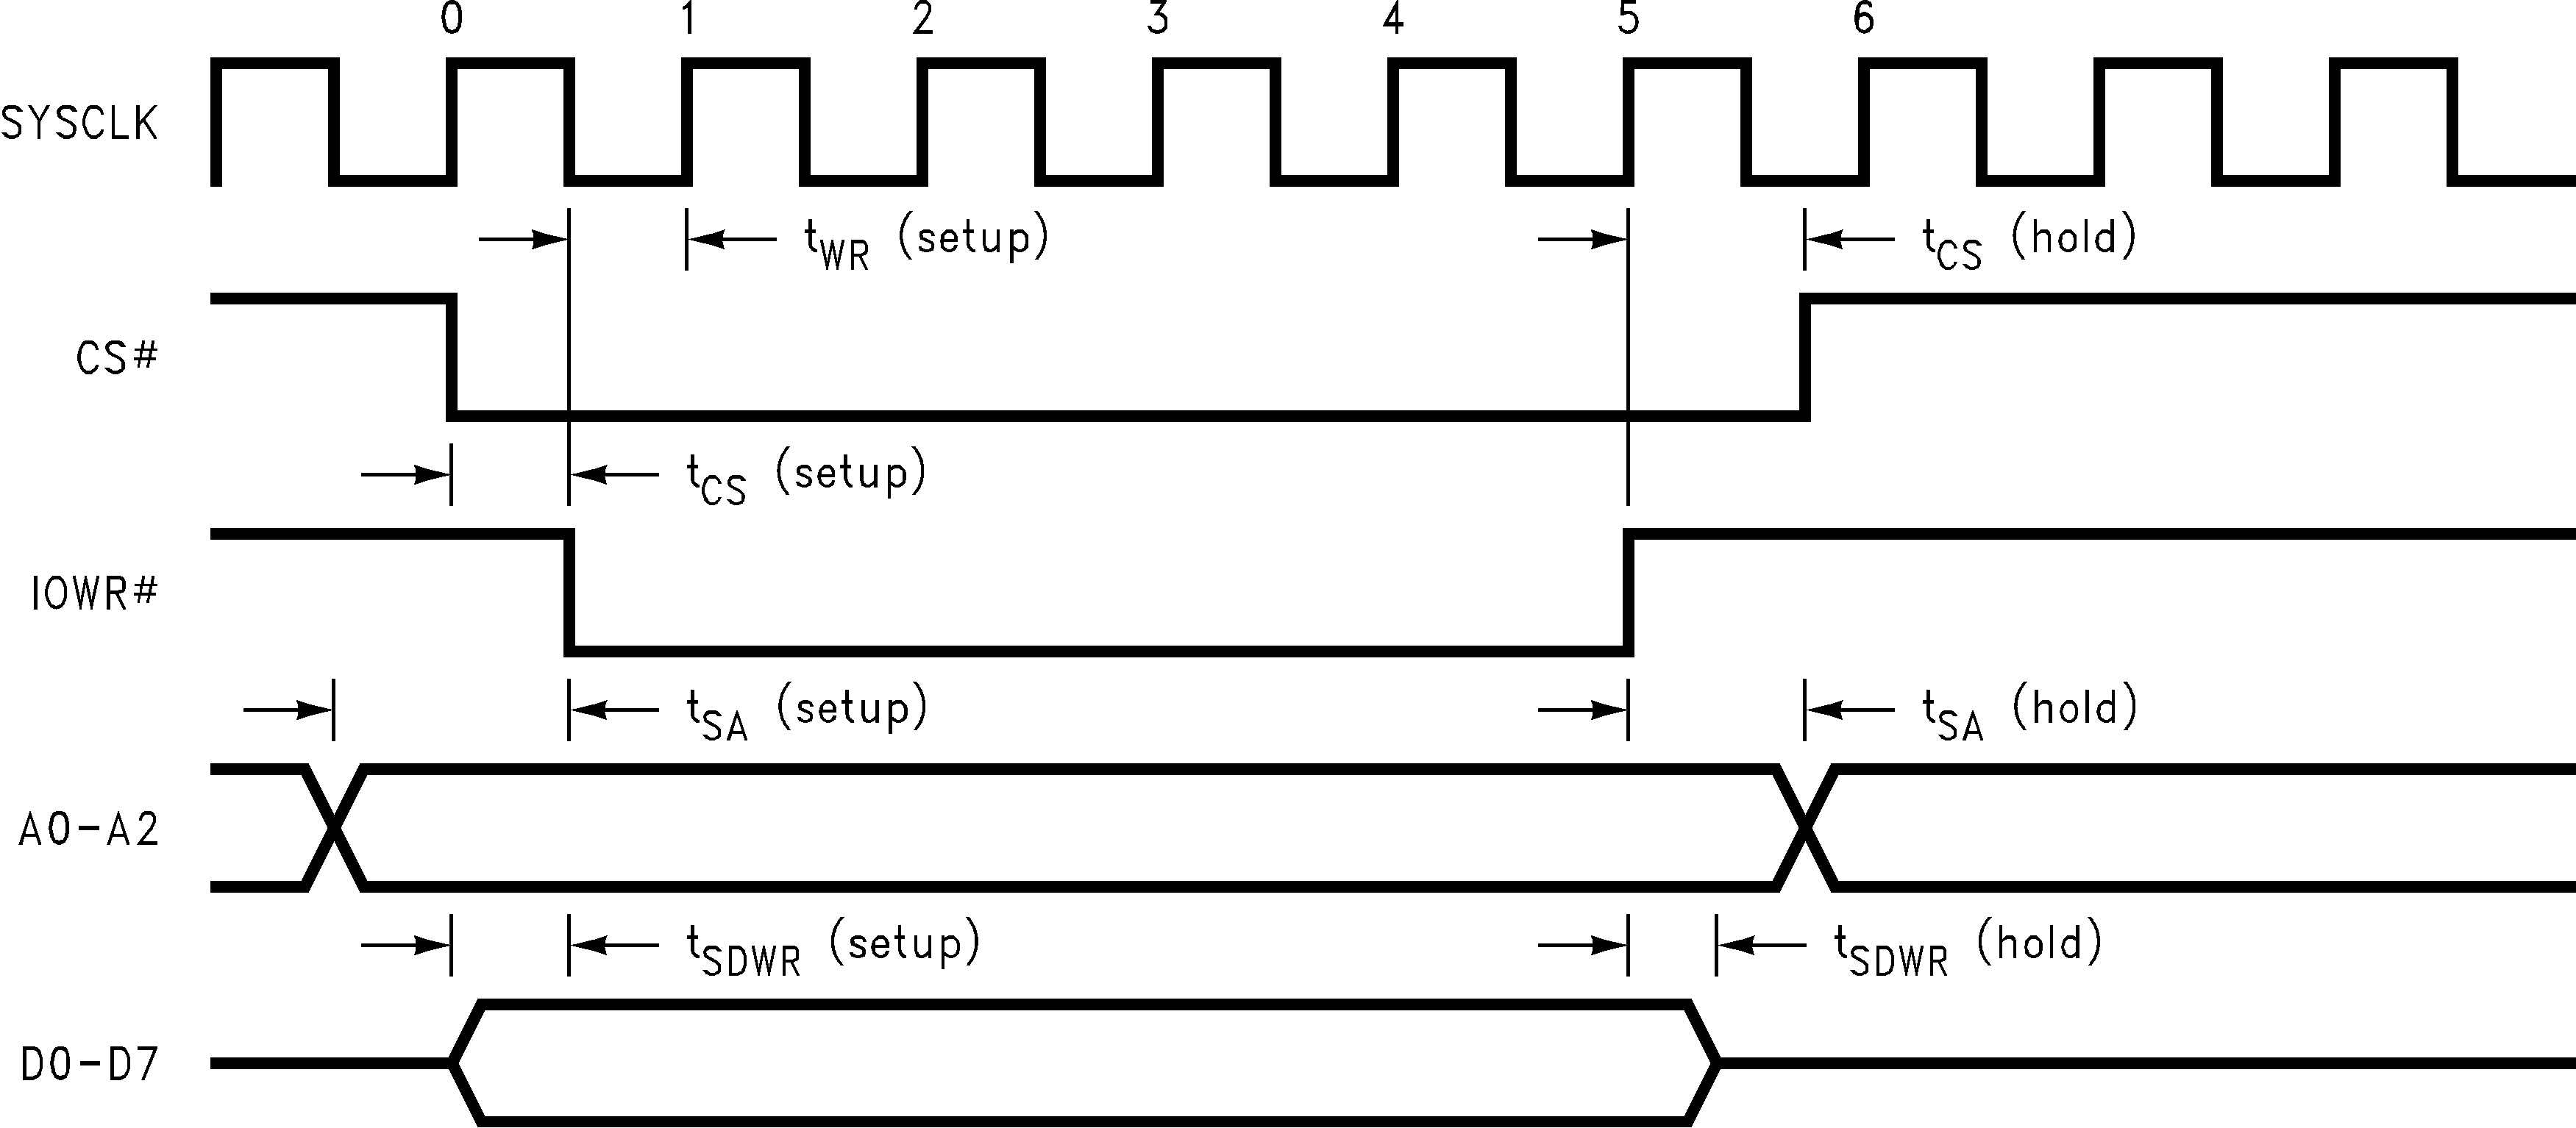 0 1 2 3 4 5 6
SYSCLK
tWR (setup) tCS (hold)
CS#
tCS (setup)
IOWR#
tSA (setup) tSA (hold)
A0-A2
tSDWR (setup) tSDWR (hold)
D0-D7